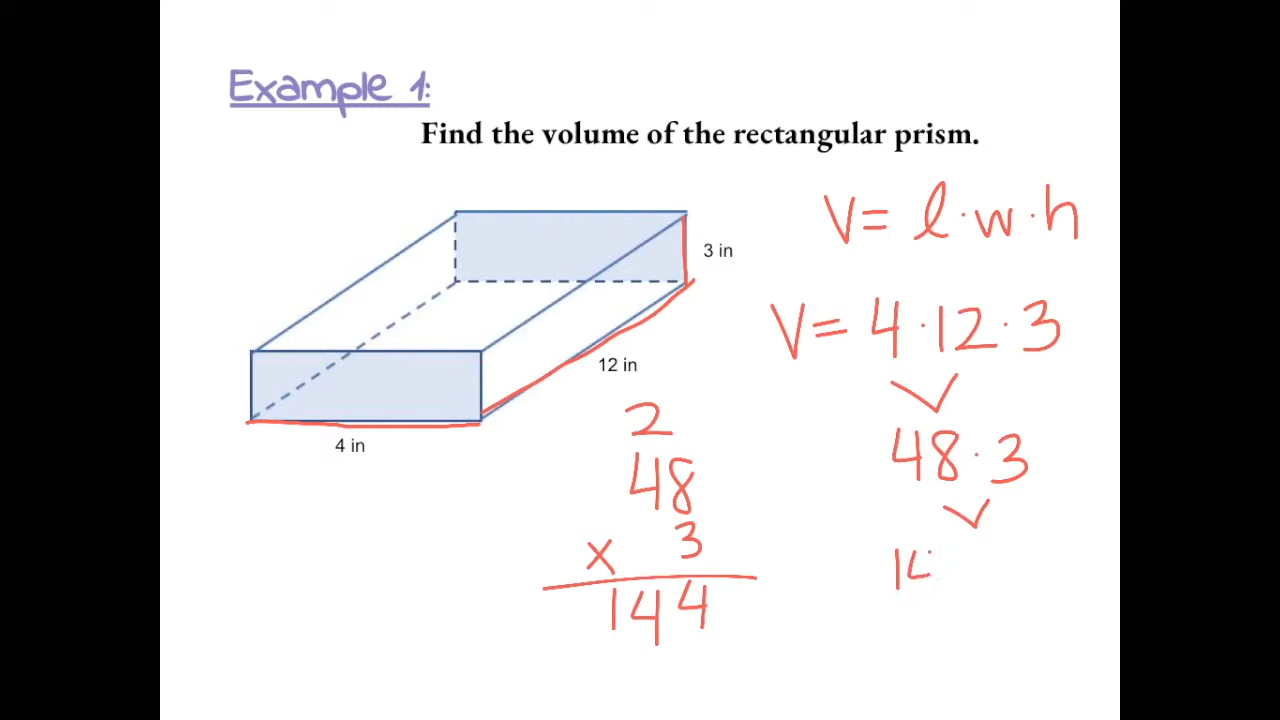 Example 1:
Find the volume of the rectangular prism.
V= l·w·h
3 in
V= 4·12·3
12 in
4 in
48·3
2
48
x 3
144